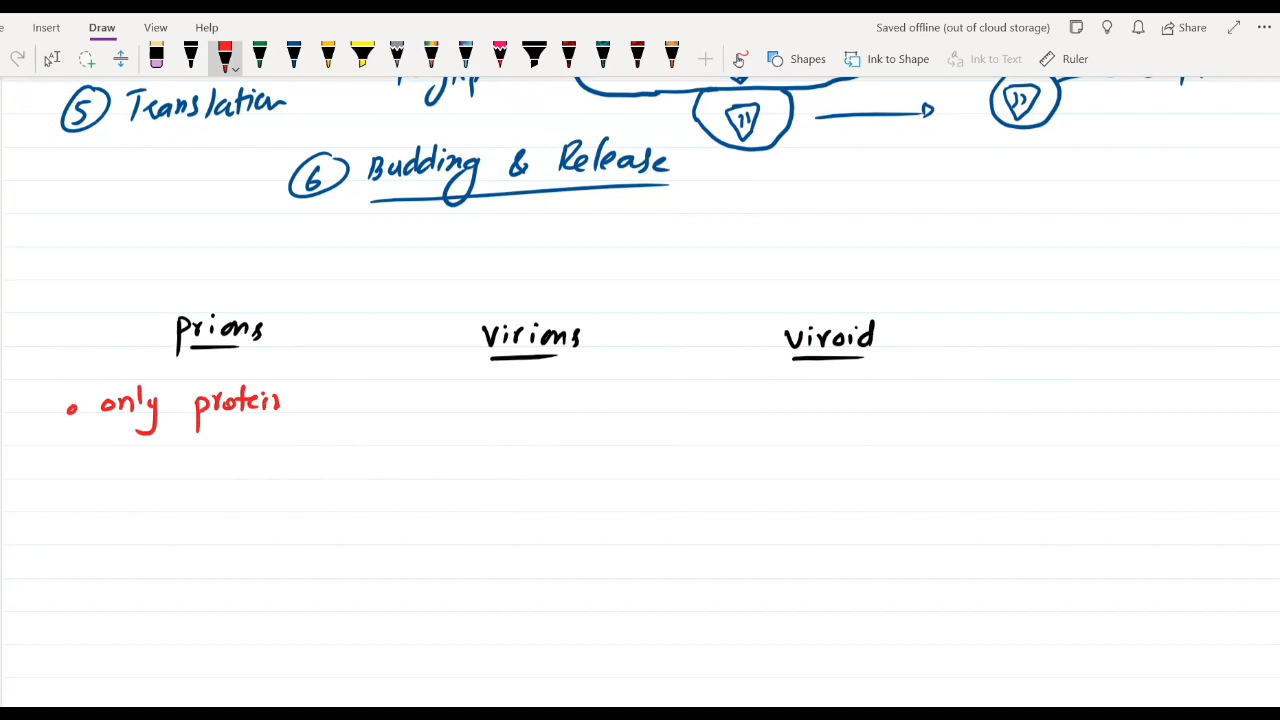 Insert Draw View Help Saved offline (out of cloud storage) Share
Shapes Ink to Shape Ink to Text Ruler
5 Translation
6 Budding & Release
Prions Virions Viroid
• only protein